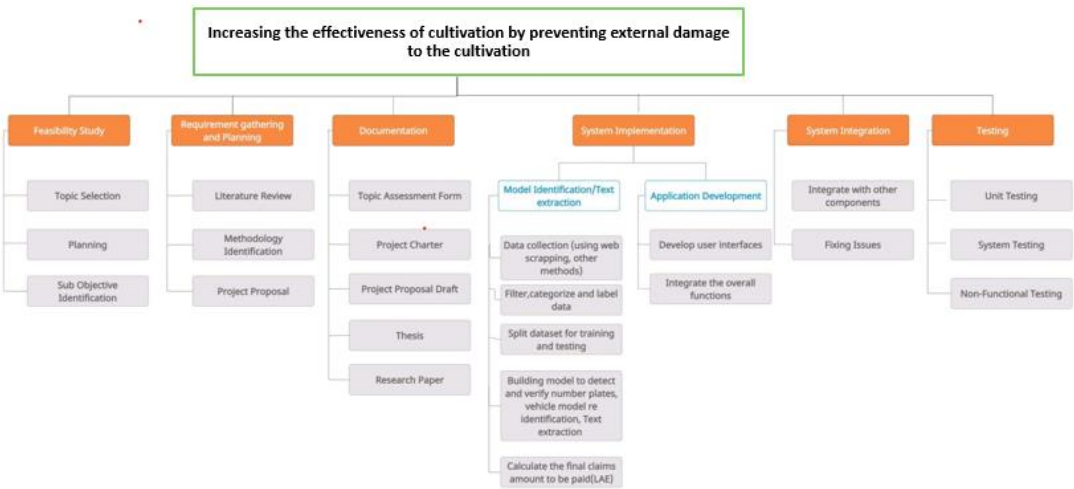 Increasing the effectiveness of cultivation by preventing external damage
to the cultivation
Feasibility Study
Topic Selection
Planning
Sub Objective
Identification
Requirement gathering
and Planning
Literature Review
Methodology
Identification
Project Proposal
Documentation
Topic Assessment Form
Project Charter
Project Proposal Draft
Thesis
Research Paper
System Implementation
Model Identification/Text
extraction
Data collection (using web
scrapping, other
methods)
Filter,categorize and label
data
Split dataset for training
and testing
Building model to detect
and verify number plates,
vehicle model re
identification, Text
extraction
Calculate the final claims
amount to be paid(LAE)
Application Development
Develop user interfaces
Integrate the overall
functions
System Integration
Integrate with other
components
Fixing Issues
Testing
Unit Testing
System Testing
Non-Functional Testing